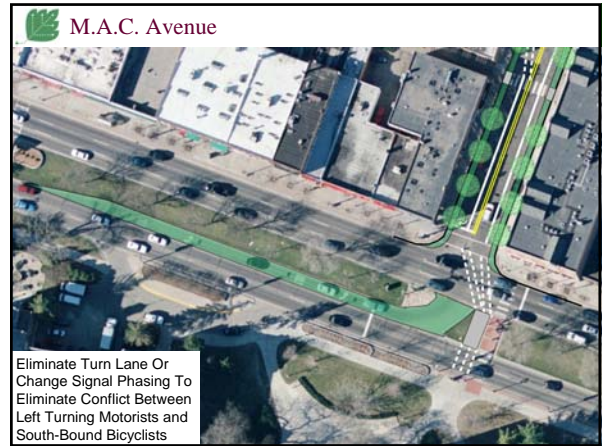 M.A.C. Avenue
Eliminate Turn Lane Or
Change Signal Phasing To
Eliminate Conflict Between
Left Turning Motorists and
South-Bound Bicyclists